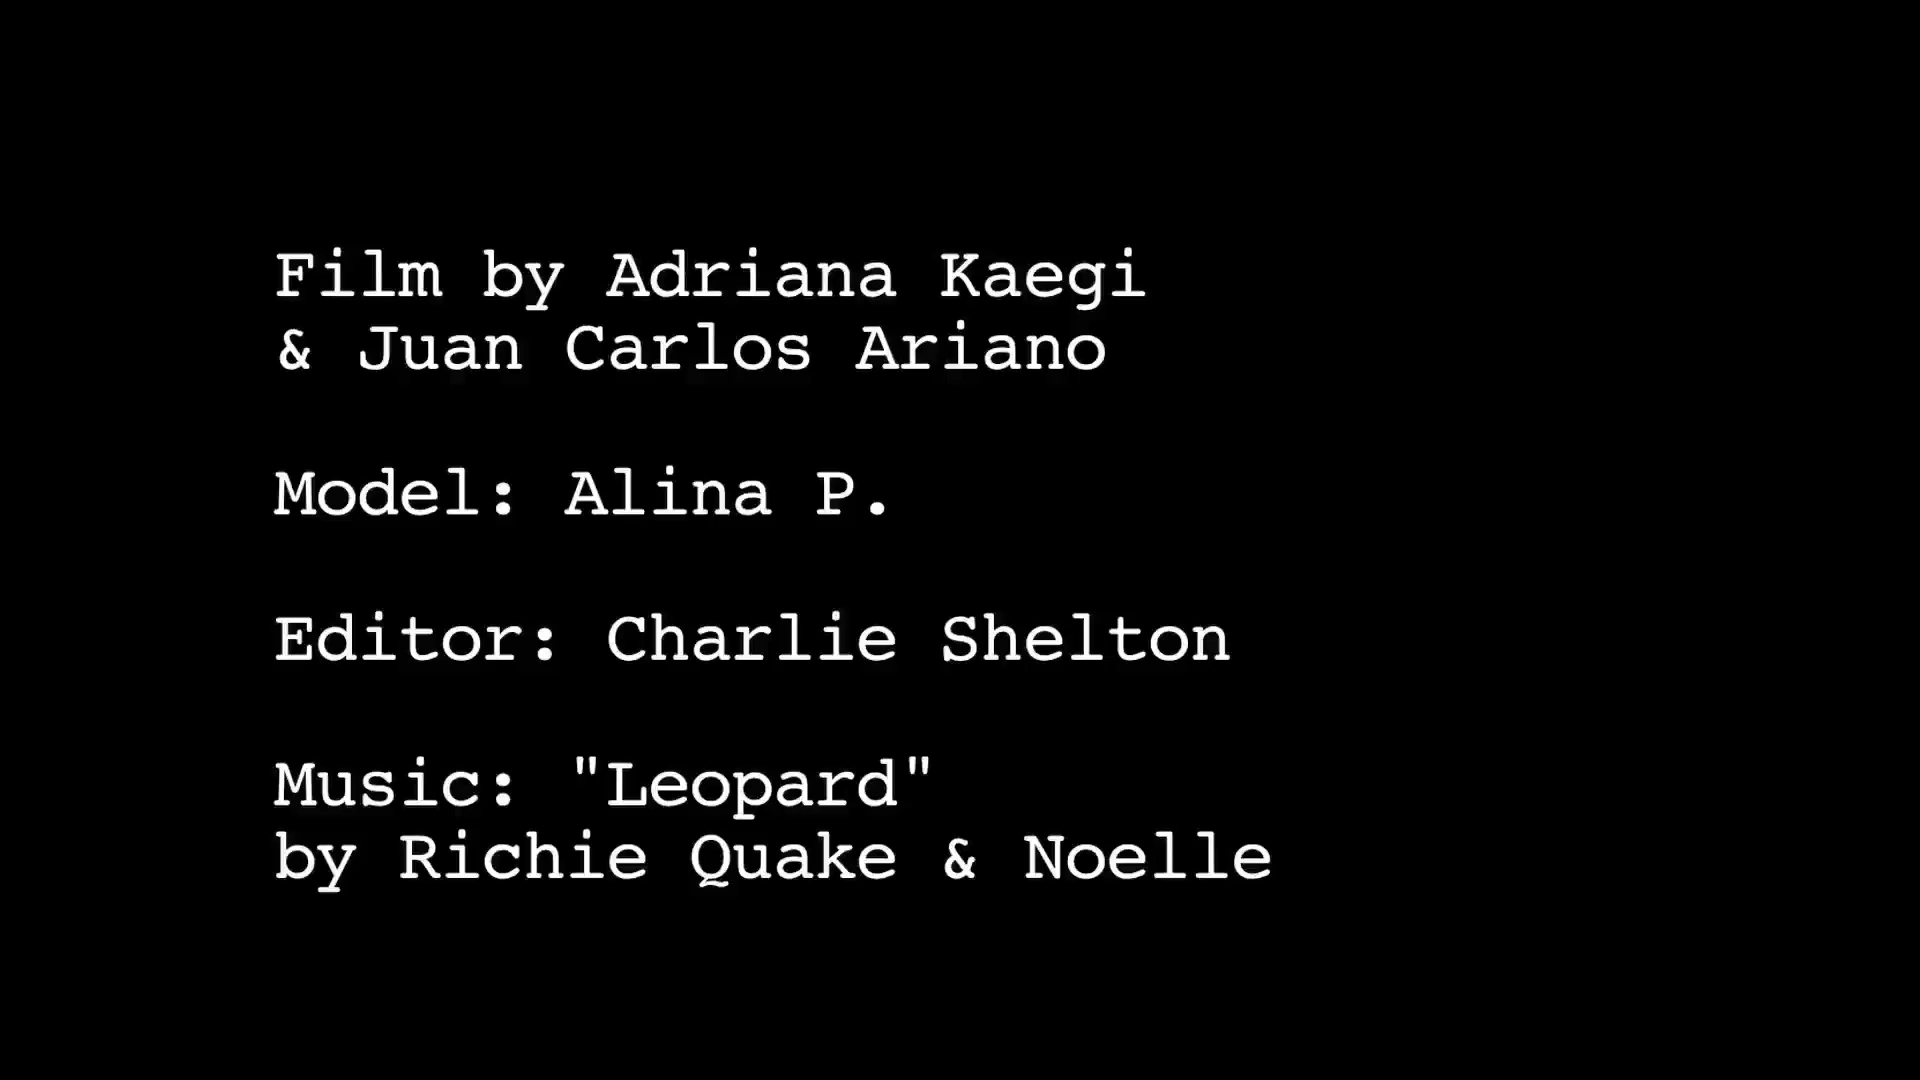 Film by Adriana Kaegi
& Juan Carlos Ariano
Model: Alina P.
Editor: Charlie Shelton
Music: "Leopard"
by Richie Quake & Noelle